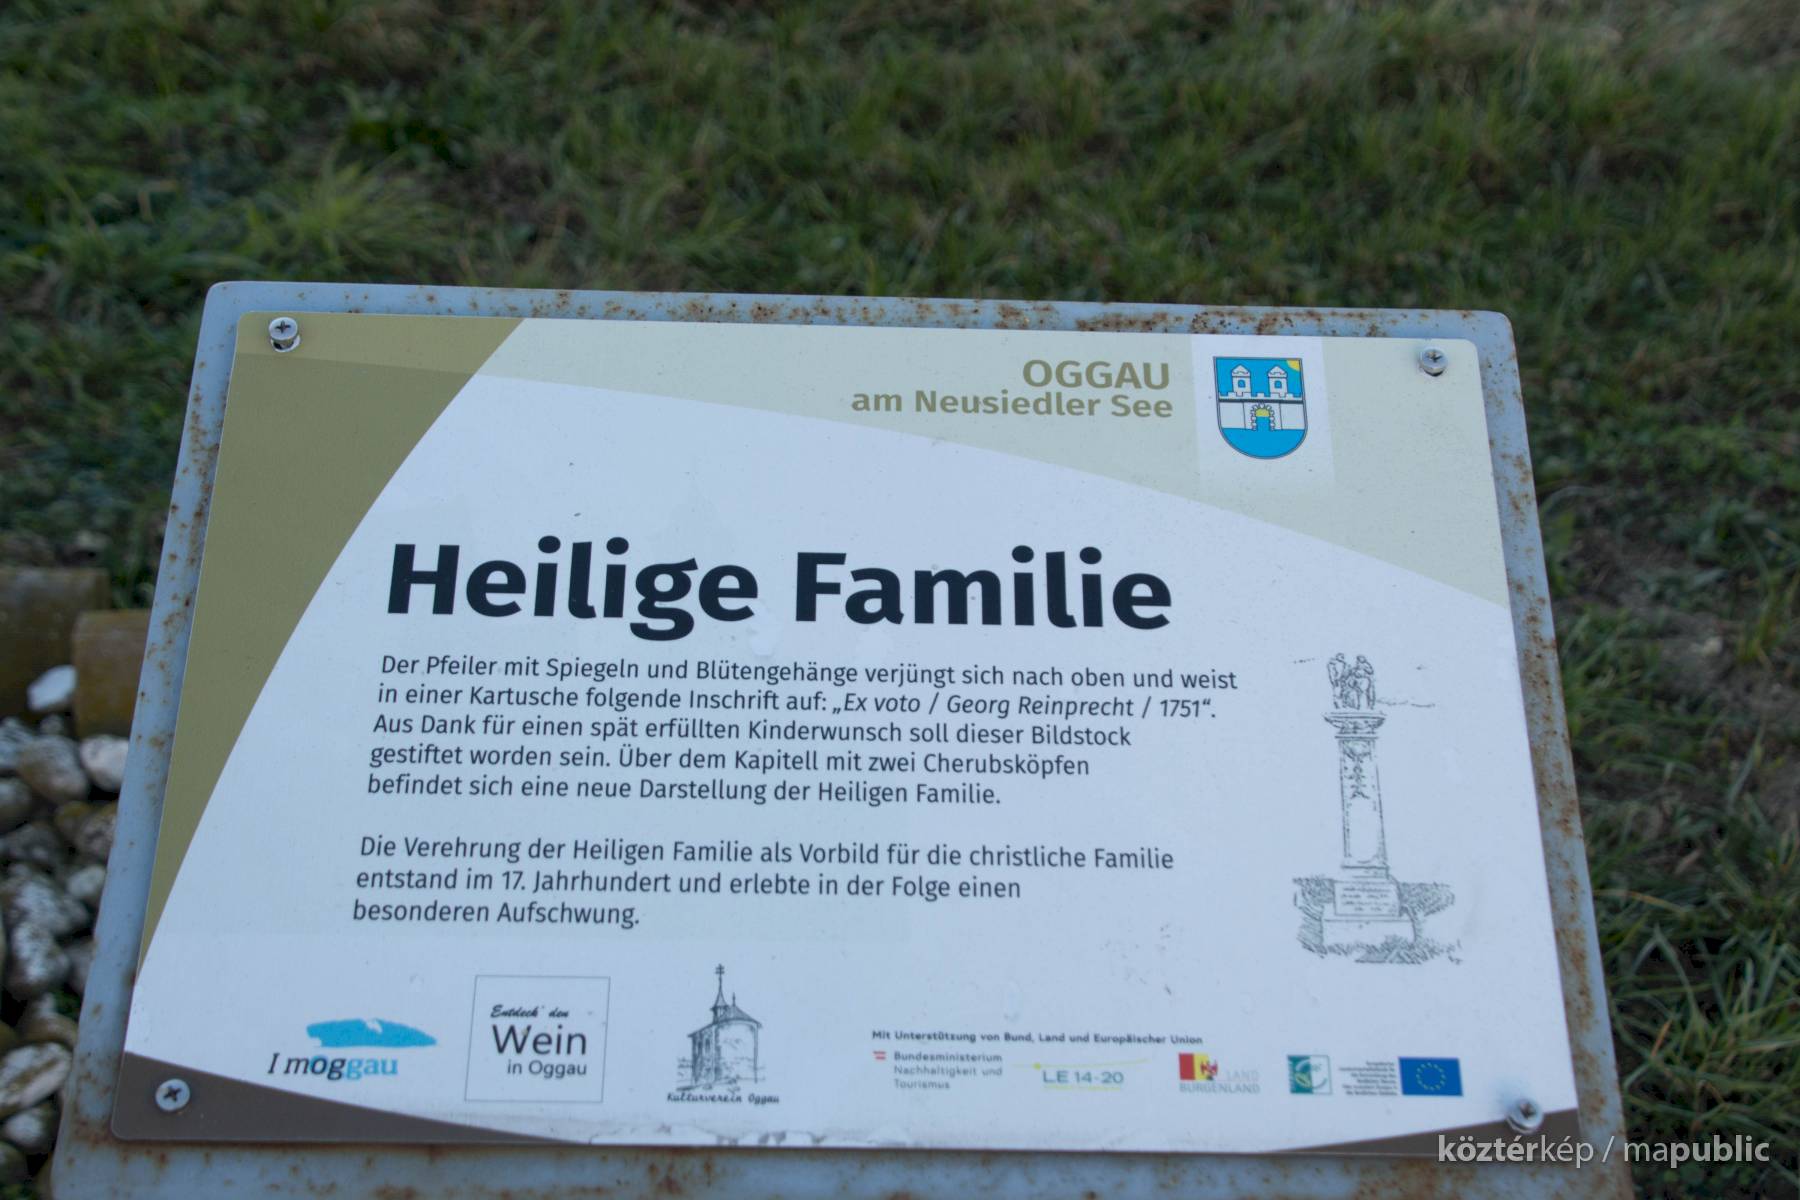 OGGAU
am Neusiedler See
Heilige Familie
Der Pfeiler mit Spiegeln und Blütengehänge verjüngt sich nach oben und weist
in einer Kartusche folgende Inschrift auf: „Ex voto / Georg Reinprecht / 1751“.
Aus Dank für einen spät erfüllten Kinderwunsch soll dieser Bildstock
gestiftet worden sein. Über dem Kapitell mit zwei Cherubsköpfen
befindet sich eine neue Darstellung der Heiligen Familie.
Die Verehrung der Heiligen Familie als Vorbild für die christliche Familie
entstand im 17. Jahrhundert und erlebte in der Folge einen
besonderen Aufschwung.
I moggau
Entdeck' den
Wein
in Oggau
Kulturverein Oggau
Mit Unterstützung von Bund, Land und Europäischer Union
Bundesministerium
Nachhaltigkeit und
Tourismus
LE 14-20
LAND
BURGENLAND
köztérkép / mapublic